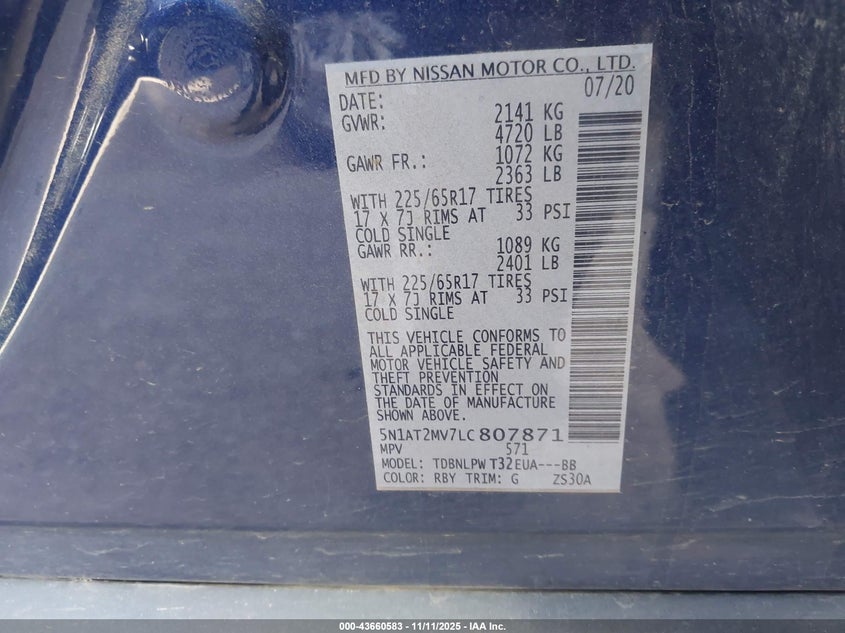 MFD BY NISSAN MOTOR CO., LTD.
DATE: 07/20
GVWR: 2141 KG
4720 LB
GAWR FR.: 1072 KG
2363 LB
WITH 225/65R17 TIRES
17 X 7J RIMS AT 33 PSI
COLD SINGLE
GAWR RR.: 1089 KG
2401 LB
WITH 225/65R17 TIRES
17 X 7J RIMS AT 33 PSI
COLD SINGLE
THIS VEHICLE CONFORMS TO
ALL APPLICABLE FEDERAL
MOTOR VEHICLE SAFETY AND
THEFT PREVENTION
STANDARDS IN EFFECT ON
THE DATE OF MANUFACTURE
SHOWN ABOVE.
5N1AT2MV7LC807871
MPV 571
MODEL: TDBNLPW T32EUA---BB
COLOR: RBY TRIM: G ZS30A
000-43660583 - 11/11/2025 - IAA Inc.